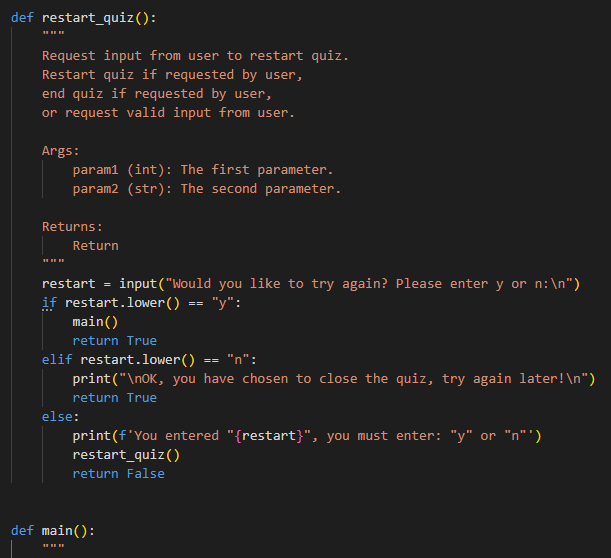 def restart_quiz():
"""
Request input from user to restart quiz.
Restart quiz if requested by user,
end quiz if requested by user,
or request valid input from user.
Args:
param1 (int): The first parameter.
param2 (str): The second parameter.
Returns:
Return
"""
restart = input("Would you like to try again? Please enter y or n:\n")
if restart.lower() == "y":
main()
return True
elif restart.lower() == "n":
print("\nOK, you have chosen to close the quiz, try again later!\n")
return True
else:
print(f'You entered "{restart}", you must enter: "y" or "n"')
restart_quiz()
return False
def main():
"""